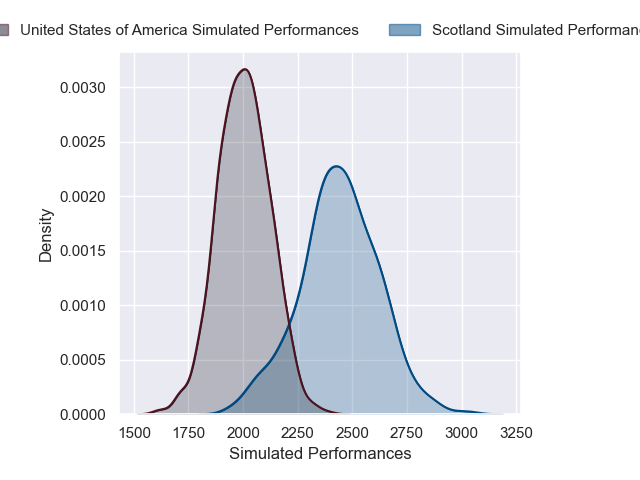 United States of America Simulated Performances Scotland Simulated
0.0030
0.0025
0.0020
0.0015
0.0010
0.0005
0.0000
Density
1500 1750 2000 2250 2500 2750 3000 3250
Simulated Performances